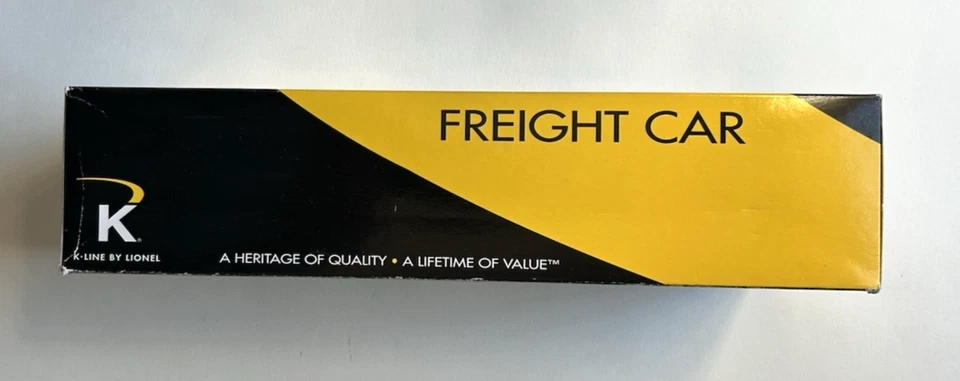 FREIGHT CAR
K®
K-LINE BY LIONEL
A HERITAGE OF QUALITY • A LIFETIME OF VALUE™